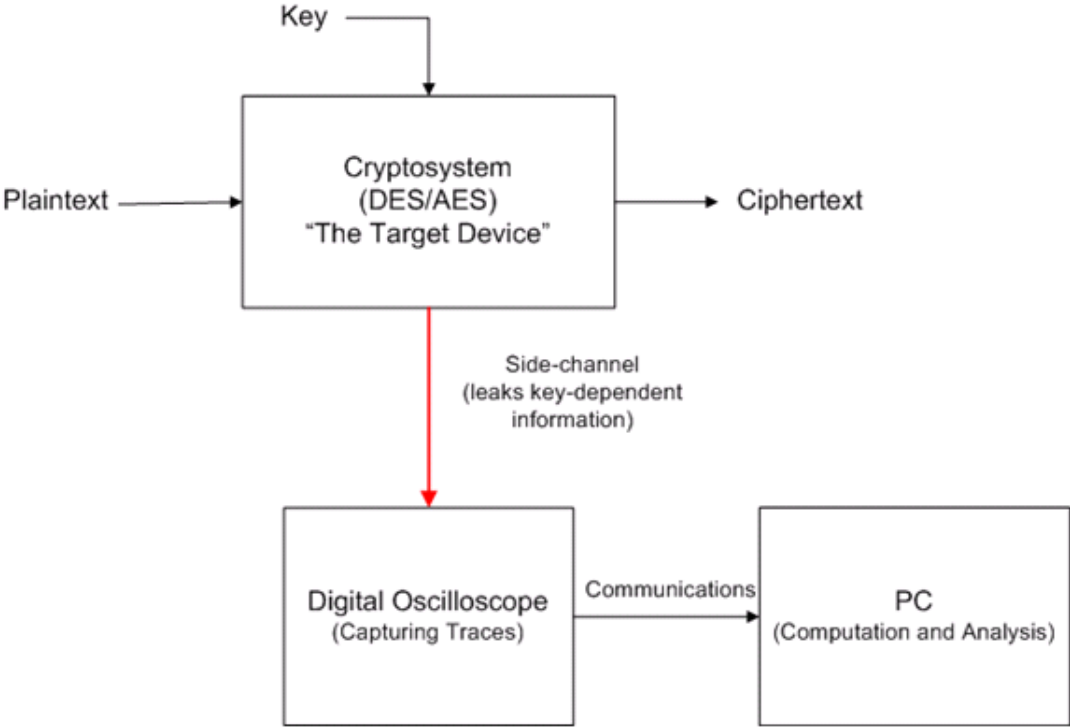 Key
Plaintext
Cryptosystem
(DES/AES)
“The Target Device”
Ciphertext
Side-channel
(leaks key-dependent
information)
Digital Oscilloscope
(Capturing Traces)
Communications
PC
(Computation and Analysis)